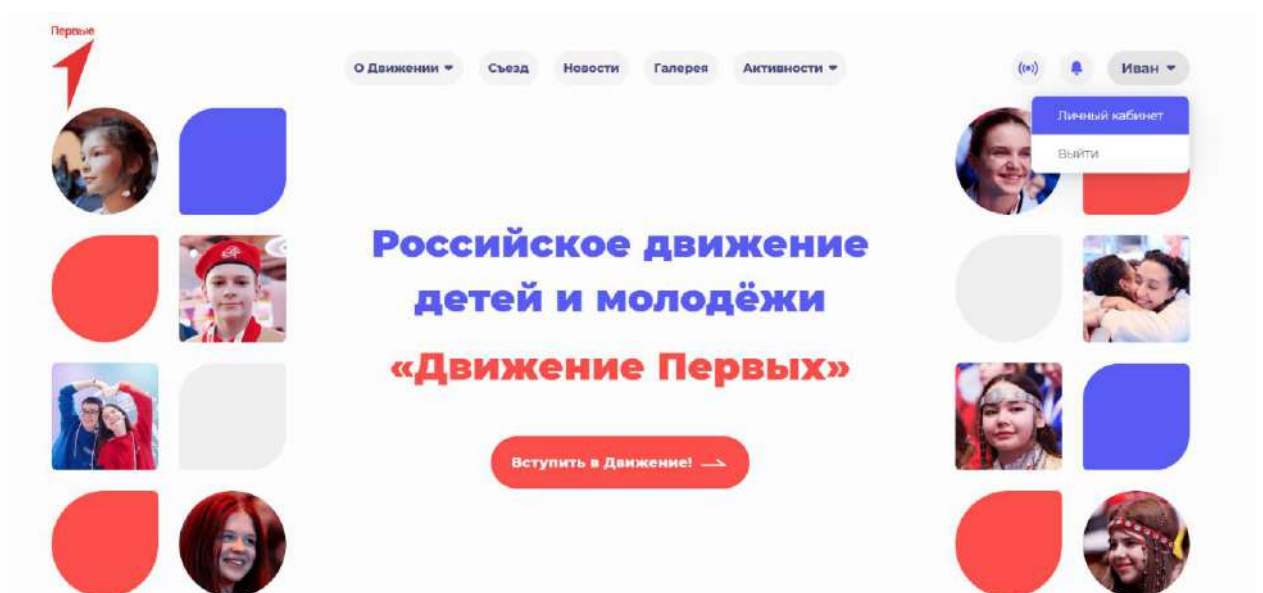 Первые
О Движении
Съезд
Новости
Галерея
Активности
Иван
Личный кабинет
Выйти
Российское движение
детей и молодёжи
«Движение Первых»
Вступить в Движение!